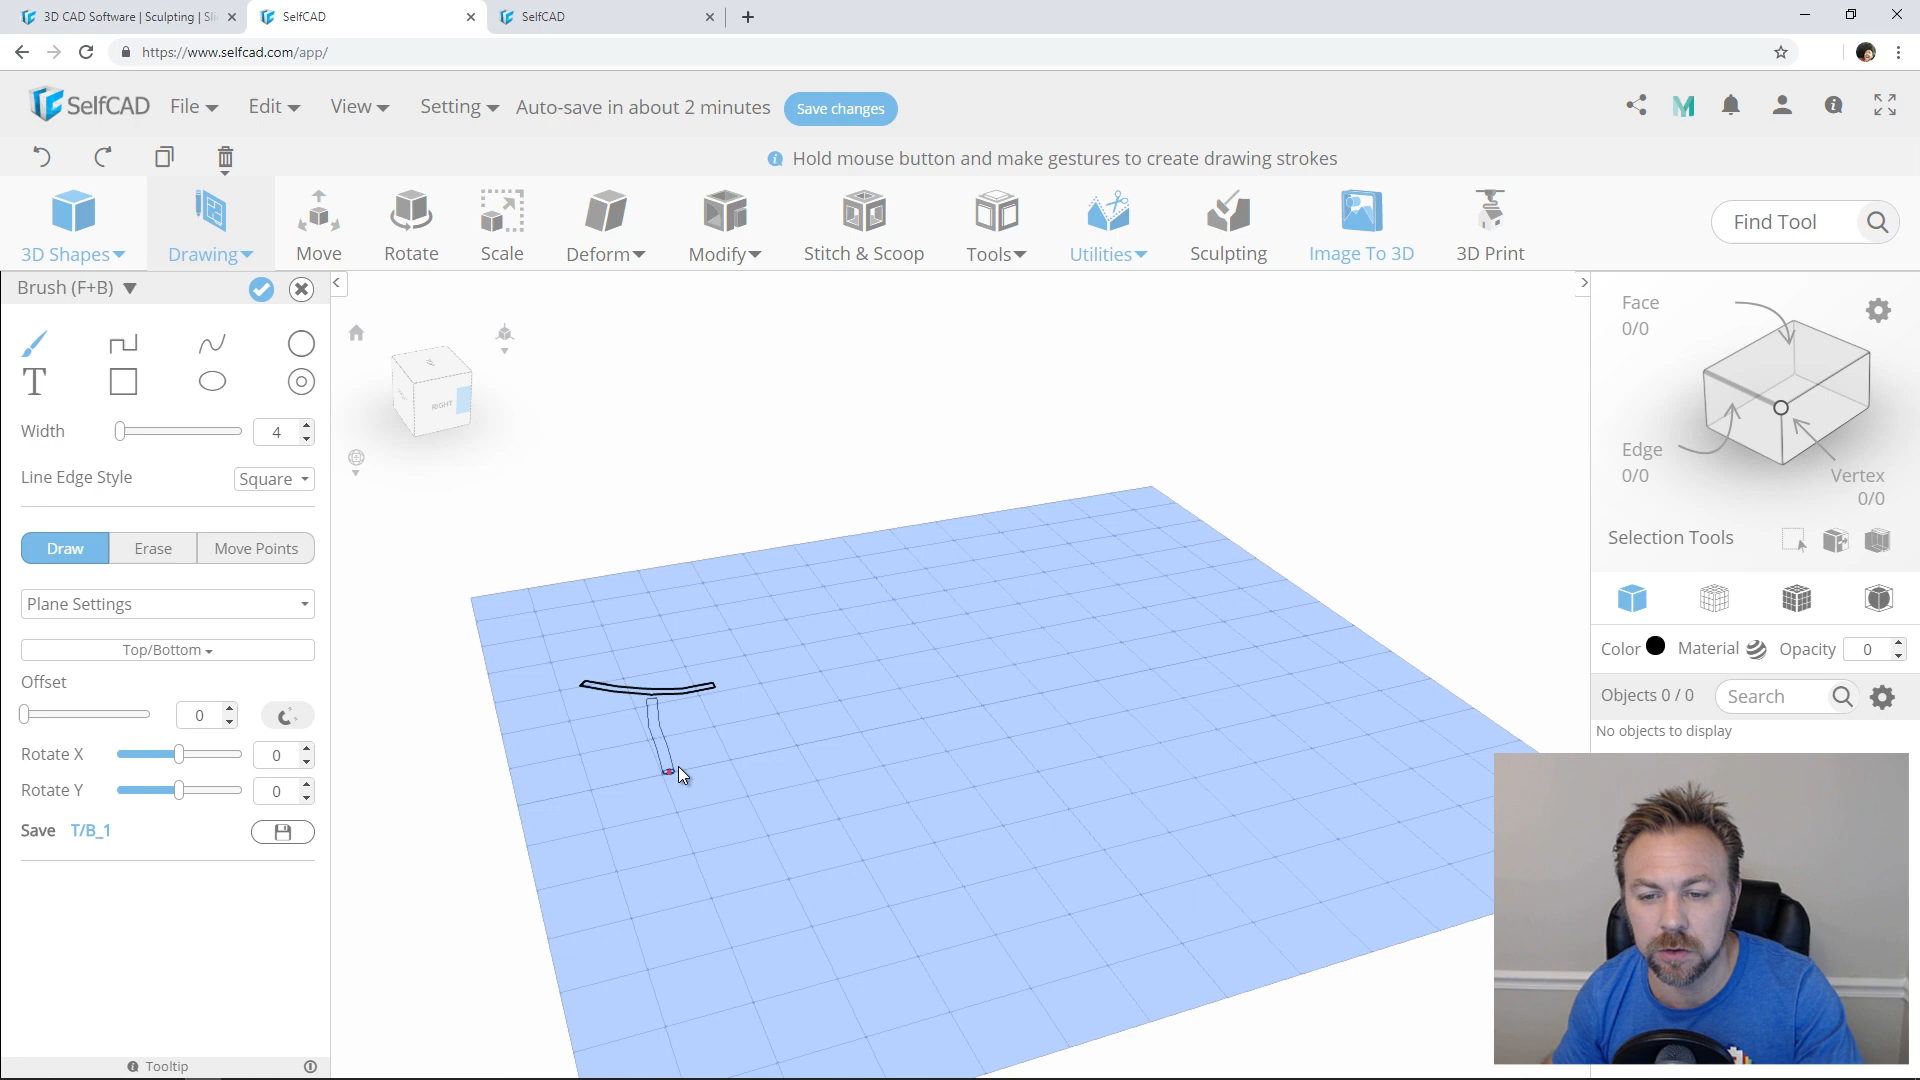 3D CAD Software | Sculpting | Sli
SelfCAD
SelfCAD
https://www.selfcad.com/app/
SelfCAD
File
Edit
View
Setting
Auto-save in about 2 minutes
Save changes
Hold mouse button and make gestures to create drawing strokes
3D Shapes
Drawing
Move
Rotate
Scale
Deform
Modify
Stitch & Scoop
Tools
Utilities
Sculpting
Image To 3D
3D Print
Find Tool
Brush (F+B)
T
Width
4
Line Edge Style
Square
Draw
Erase
Move Points
Plane Settings
Top/Bottom
Offset
0
Rotate X
0
Rotate Y
0
Save
T/B_1
Tooltip
RIGHT
Face
0/0
Edge
0/0
Vertex
0/0
Selection Tools
Color
Material
Opacity
0
Objects 0 / 0
Search
No objects to display